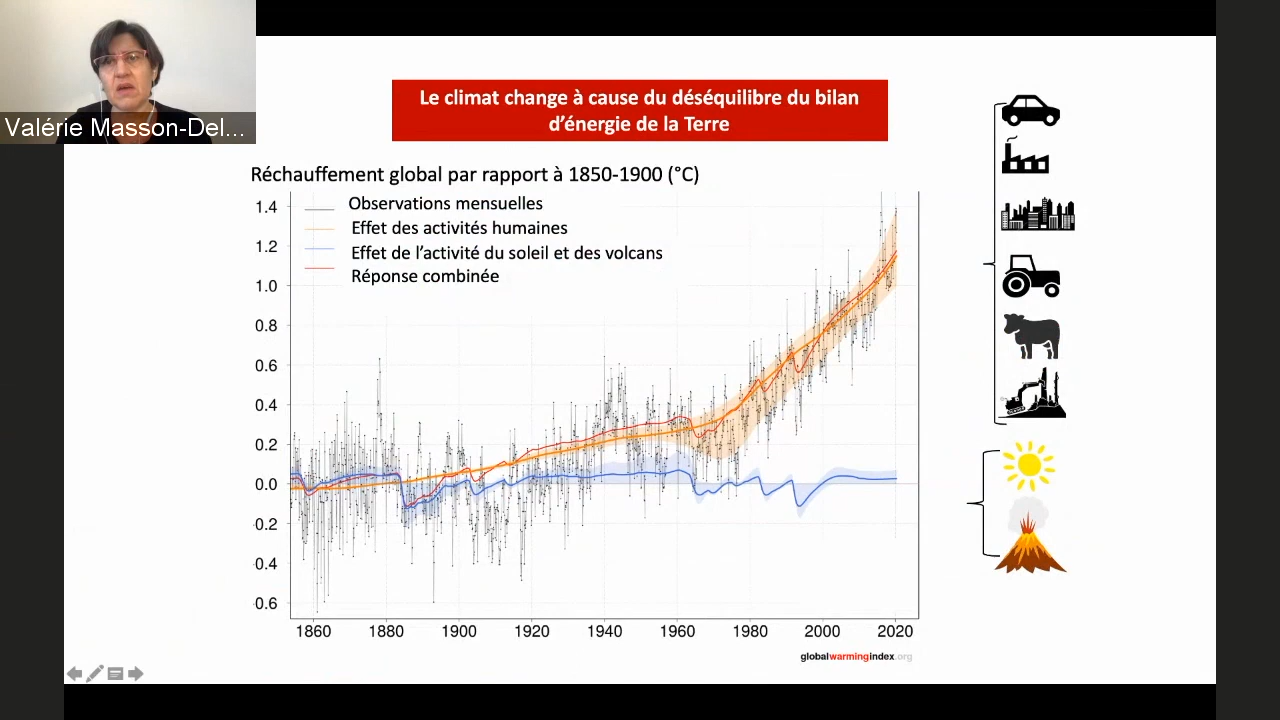 Valérie Masson-Del...
Le climat change à cause du déséquilibre du bilan
d’énergie de la Terre
Réchauffement global par rapport à 1850-1900 (°C)
Observations mensuelles
Effet des activités humaines
Effet de l’activité du soleil et des volcans
Réponse combinée
1.4
1.2
1.0
0.8
0.6
0.4
0.2
0.0
-0.2
-0.4
-0.6
1860 1880 1900 1920 1940 1960 1980 2000 2020
globalwarmingindex.org